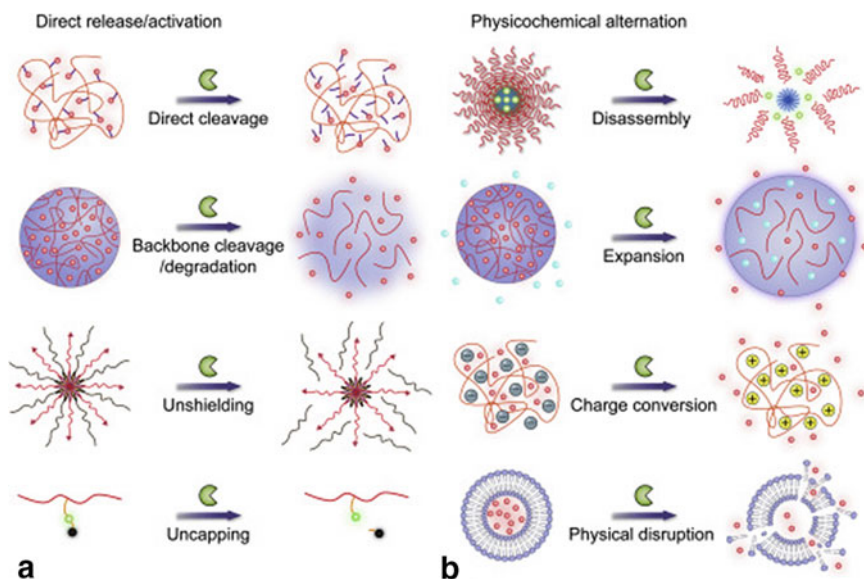 Direct release/activation
Physicochemical alternation
Direct cleavage
Disassembly
Backbone cleavage
/degradation
Expansion
Unshielding
Charge conversion
Uncapping
Physical disruption
a
b